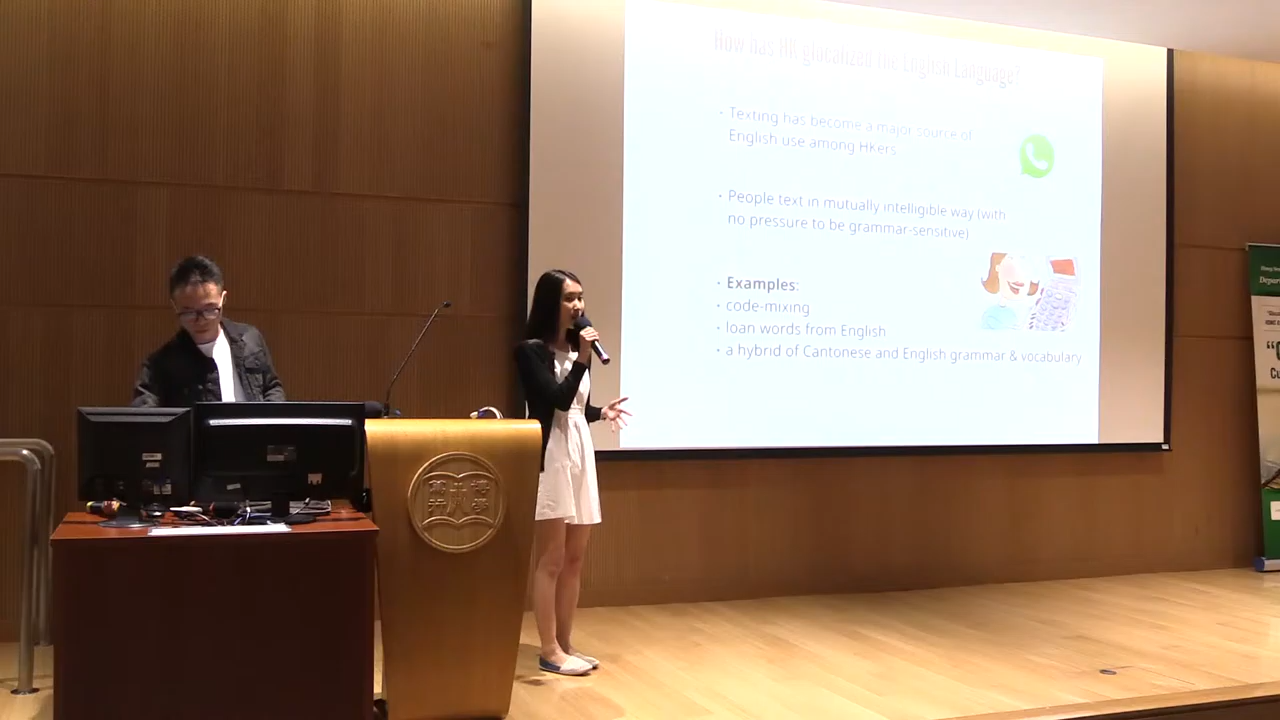 How has HK glocalized the English Language?
· Texting has become a major source of
English use among HKers
· People text in mutually intelligible way (with
no pressure to be grammar-sensitive)
· Examples:
· code-mixing
· loan words from English
· a hybrid of Cantonese and English grammar & vocabulary